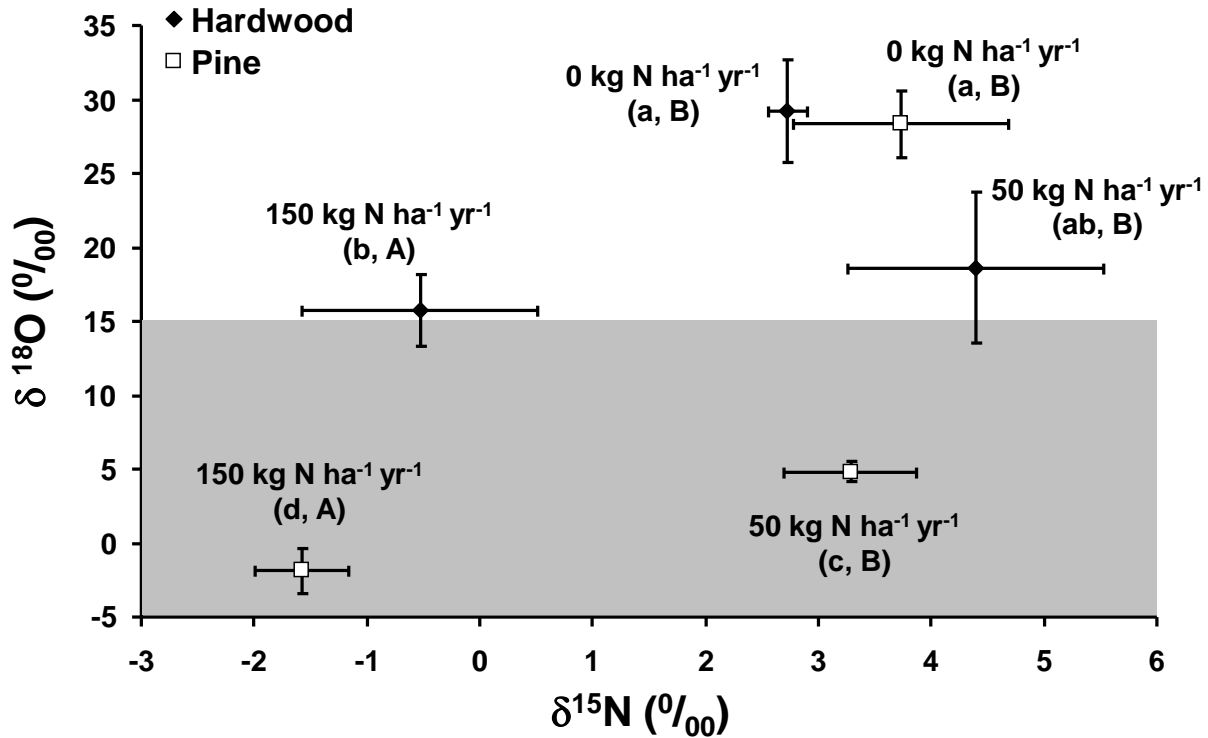 Hardwood
Pine
35
30
25
20
15
10
5
0
-5
δ ¹⁸O (⁰/₀₀)
0 kg N ha⁻¹ yr⁻¹
(a, B)
0 kg N ha⁻¹ yr⁻¹
(a, B)
50 kg N ha⁻¹ yr⁻¹
(ab, B)
150 kg N ha⁻¹ yr⁻¹
(b, A)
150 kg N ha⁻¹ yr⁻¹
(d, A)
50 kg N ha⁻¹ yr⁻¹
(c, B)
-3 -2 -1 0 1 2 3 4 5 6
δ¹⁵N (⁰/₀₀)